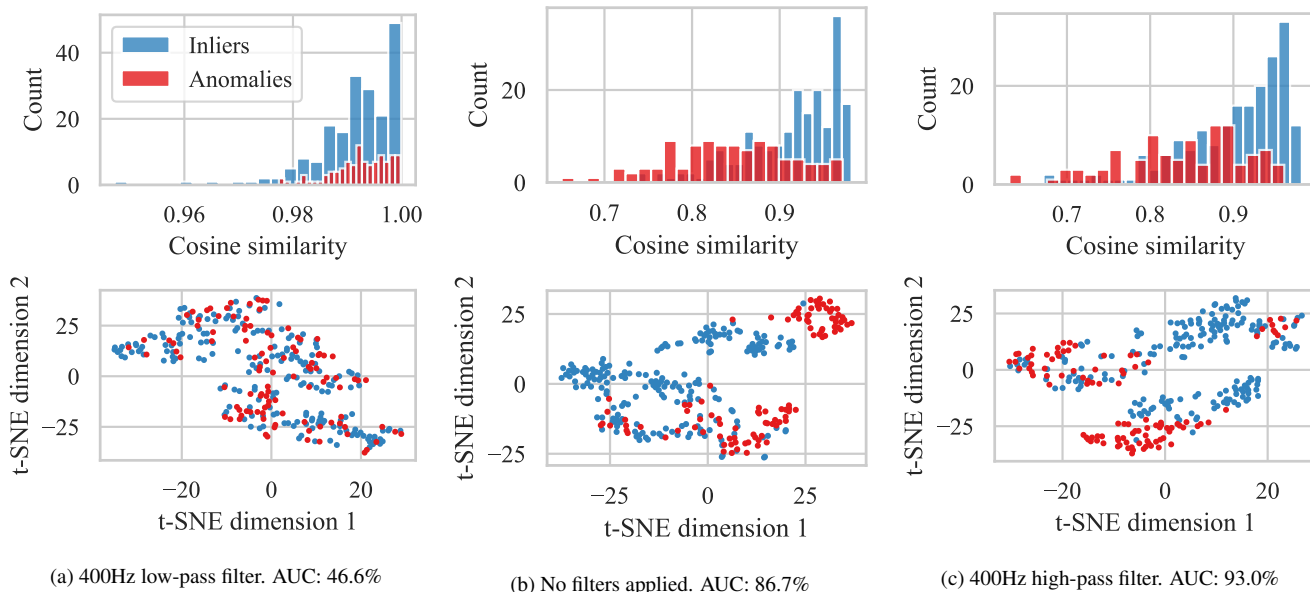 Inliers
Anomalies
Count
40
20
0
0.96
0.98
1.00
Cosine similarity
Count
20
0
0.7
0.8
0.9
Cosine similarity
Count
20
0
0.7
0.8
0.9
Cosine similarity
t-SNE dimension 2
25
0
−25
−20
0
20
t-SNE dimension 1
t-SNE dimension 2
25
0
−25
−25
0
25
t-SNE dimension 1
t-SNE dimension 2
25
0
−25
−20
0
20
t-SNE dimension 1
(a) 400Hz low-pass filter. AUC: 46.6%
(b) No filters applied. AUC: 86.7%
(c) 400Hz high-pass filter. AUC: 93.0%